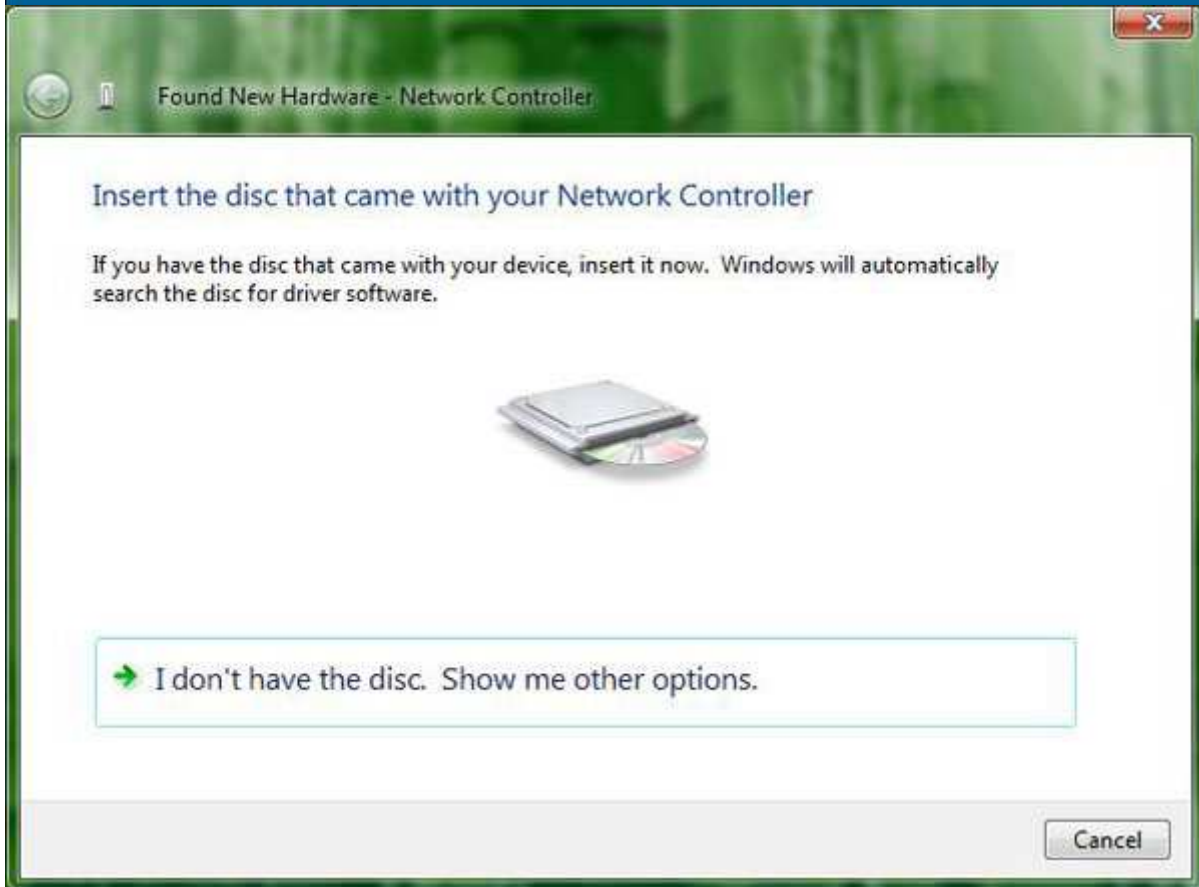 Found New Hardware - Network Controller
Insert the disc that came with your Network Controller
If you have the disc that came with your device, insert it now.  Windows will automatically
search the disc for driver software.
I don't have the disc.  Show me other options.
Cancel